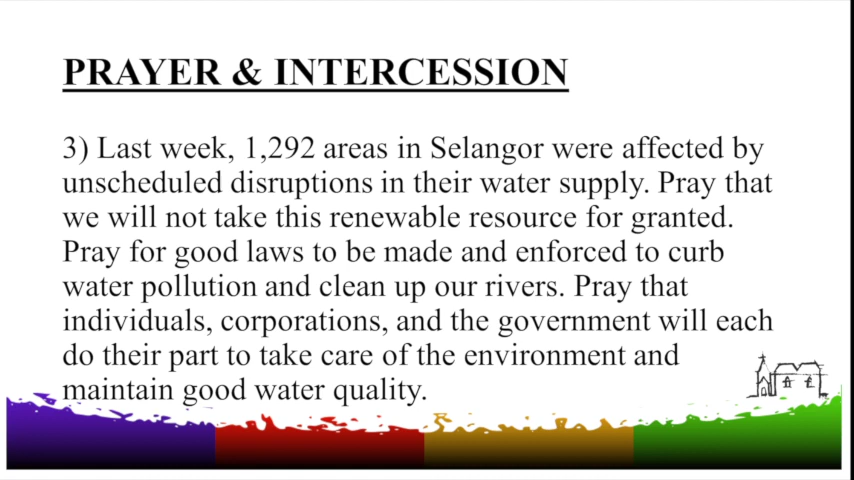 PRAYER & INTERCESSION
3) Last week, 1,292 areas in Selangor were affected by
unscheduled disruptions in their water supply. Pray that
we will not take this renewable resource for granted.
Pray for good laws to be made and enforced to curb
water pollution and clean up our rivers. Pray that
individuals, corporations, and the government will each
do their part to take care of the environment and
maintain good water quality.